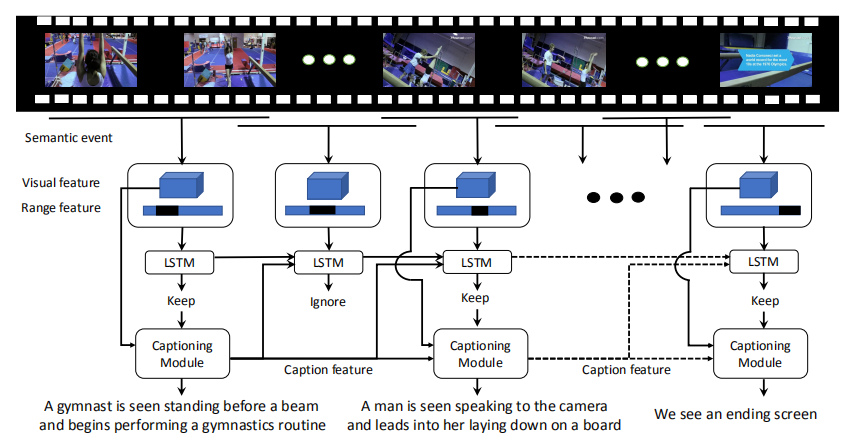 Semantic event
Visual feature
Range feature
LSTM
LSTM
LSTM
LSTM
Keep
Ignore
Keep
Keep
Captioning
Module
Captioning
Module
Captioning
Module
Caption feature
Caption feature
A gymnast is seen standing before a beam
and begins performing a gymnastics routine
A man is seen speaking to the camera
and leads into her laying down on a board
We see an ending screen